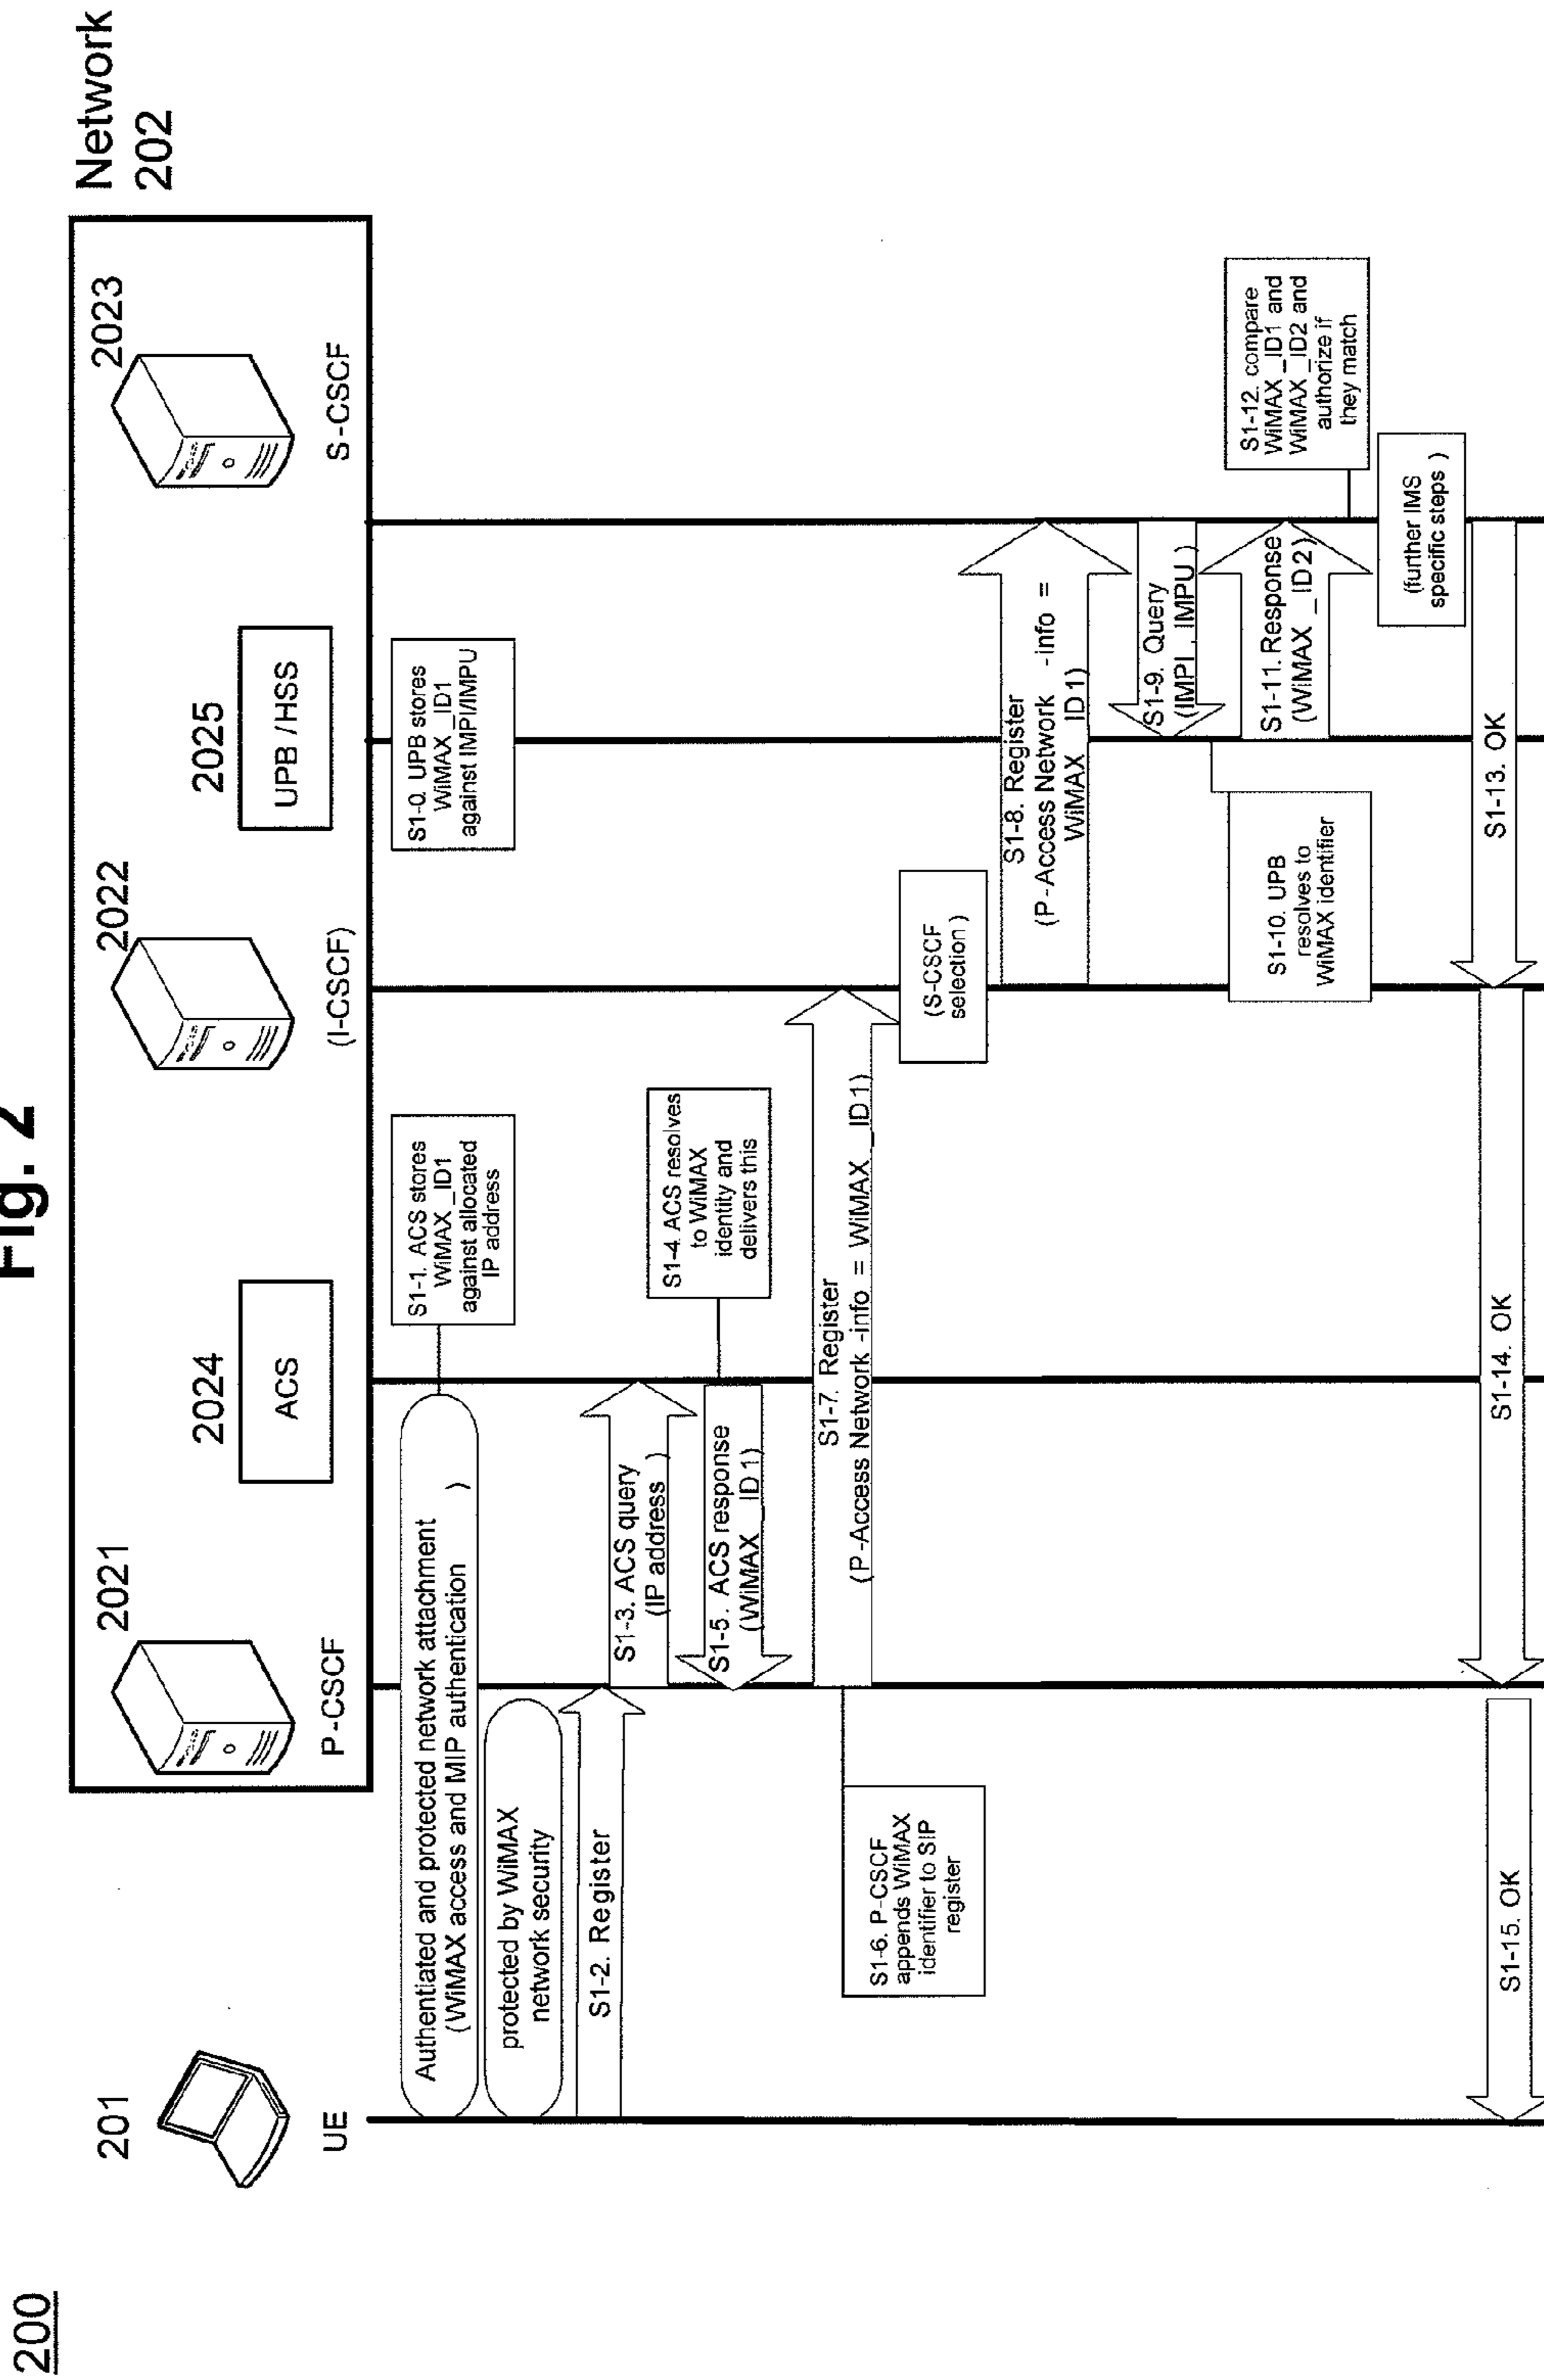 200
Fig. 2
Network
202
201
UE
2021
P-CSCF
2024
ACS
2022
(I-CSCF)
2025
UPB /HSS
2023
S-CSCF
S1-0. UPB stores
WiMAX _ID1
against IMPI/IMPU
S1-1. ACS stores
WiMAX _ID1
against allocated
IP address
Authentiated and protected network attachment
(WiMAX access and MIP authentication )
protected by WiMAX
network security
S1-2. Register
S1-3. ACS query
(IP address )
S1-4. ACS resolves
to WiMAX
identity and
delivers this
S1-5. ACS response
(WiMAX _ ID1)
S1-6. P-CSCF
appends WiMAX
identifier to SIP
register
S1-7. Register
(P-Access Network -info = WiMAX _ ID1)
(S-CSCF
selection )
S1-8. Register
(P-Access Network -info =
WiMAX ID1)
S1-9. Query
(IMPI , IMPU )
S1-10. UPB
resolves to
WiMAX identifier
S1-11. Response
(WiMAX _ ID2)
S1-12. compare
WiMAX _ID1 and
WiMAX _ID2 and
authorize if
they match
(further IMS
specific steps )
S1-13. OK
S1-14. OK
S1-15. OK